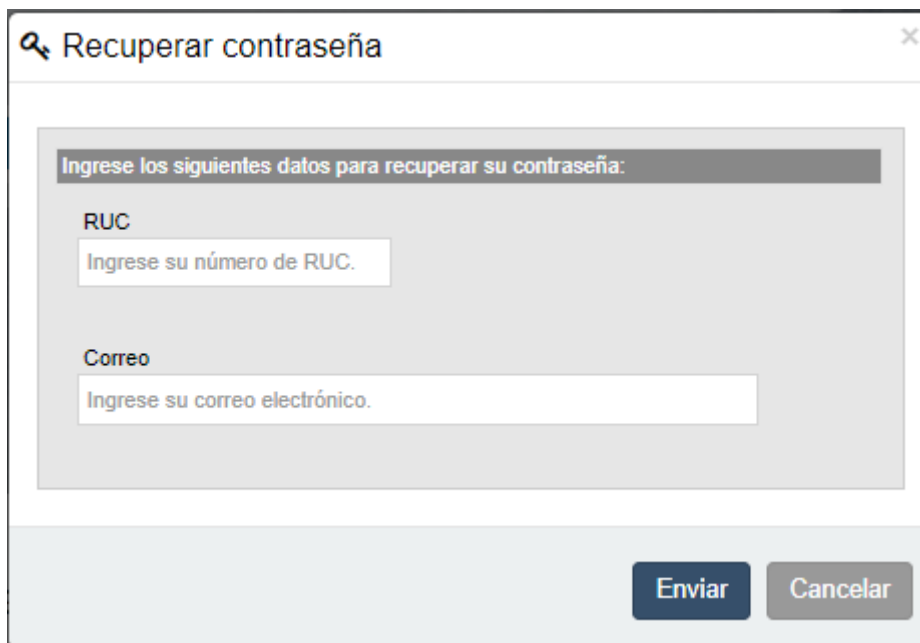 Recuperar contraseña
×
Ingrese los siguientes datos para recuperar su contraseña:
RUC
Ingrese su número de RUC.
Correo
Ingrese su correo electrónico.
Enviar Cancelar